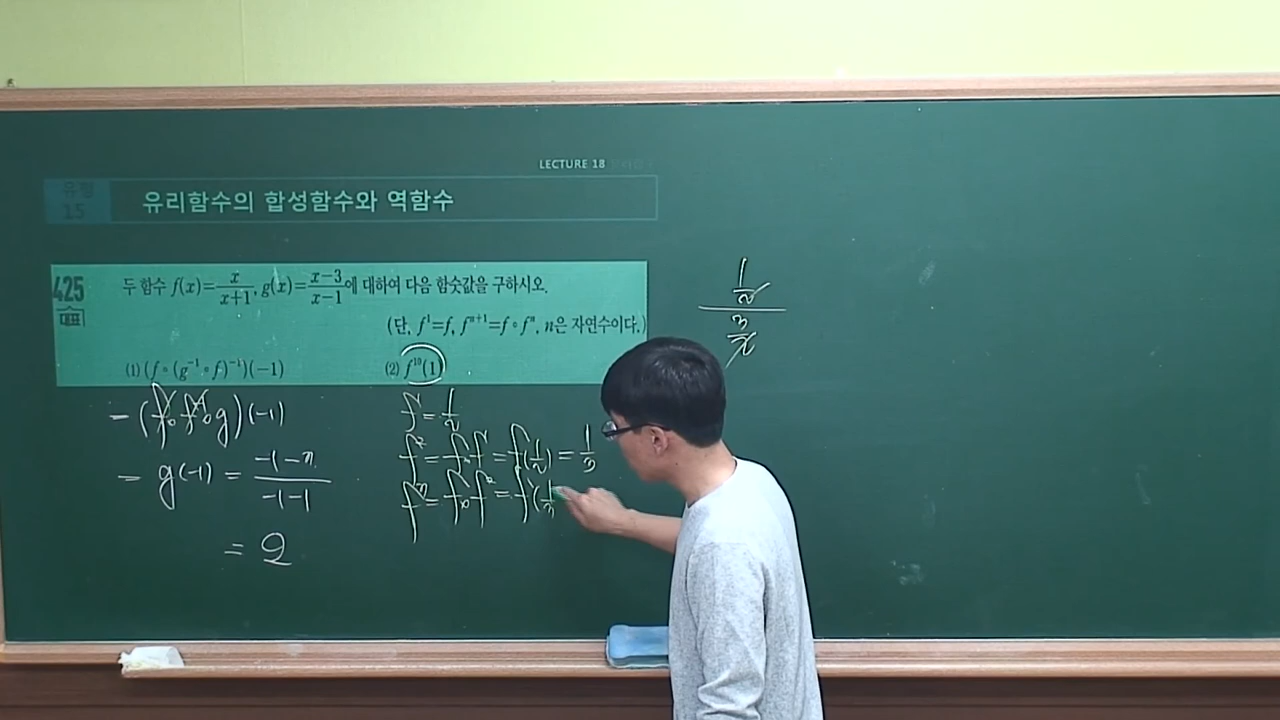 LECTURE 18
유형 15
유리함수의 합성함수와 역함수
425 대표
두 함수 f(x)=x/(x+1), g(x)=(x-3)/(x-1)에 대하여 다음 함숫값을 구하시오.
(단, f¹=f, fⁿ⁺¹=f∘fⁿ, n은 자연수이다.)
(1) (f∘(g⁻¹∘f)⁻¹)(-1)
(2) f¹⁰(1)
= (f∘f⁻¹∘g)(-1)
= g(-1) = (-1-3)/(-1-1)
= 2
f¹ = 1/2
f² = f∘f¹ = f(1/2) = 1/3
f³ = f∘f² = f(1/3
(1/2)/(3/2)